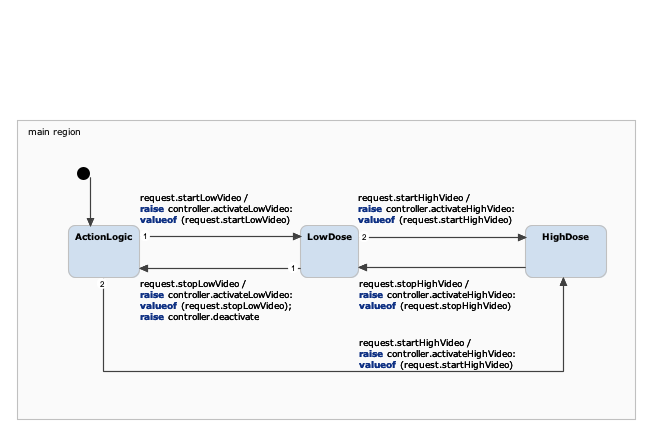 main region
request.startLowVideo /
raise controller.activateLowVideo:
valueof (request.startLowVideo)
request.startHighVideo /
raise controller.activateHighVideo:
valueof (request.startHighVideo)
ActionLogic
1
LowDose
2
HighDose
1
2
request.stopLowVideo /
raise controller.activateLowVideo:
valueof (request.stopLowVideo);
raise controller.deactivate
request.stopHighVideo /
raise controller.activateHighVideo:
valueof (request.stopHighVideo)
request.startHighVideo /
raise controller.activateHighVideo:
valueof (request.startHighVideo)